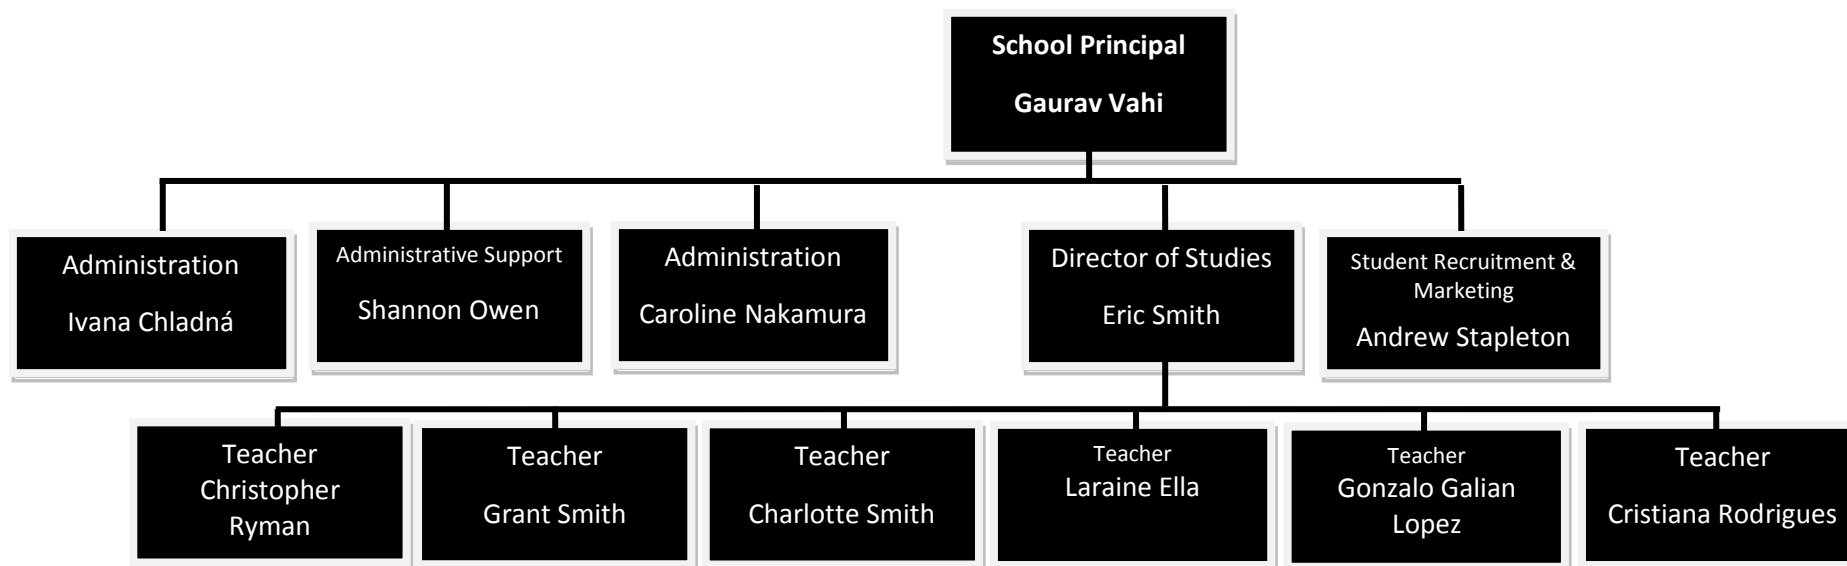 School Principal
Gaurav Vahi
Administration
Ivana Chladná
Administrative Support
Shannon Owen
Administration
Caroline Nakamura
Director of Studies
Eric Smith
Student Recruitment &
Marketing
Andrew Stapleton
Teacher
Christopher
Ryman
Teacher
Grant Smith
Teacher
Charlotte Smith
Teacher
Laraine Ella
Teacher
Gonzalo Galian
Lopez
Teacher
Cristiana Rodrigues